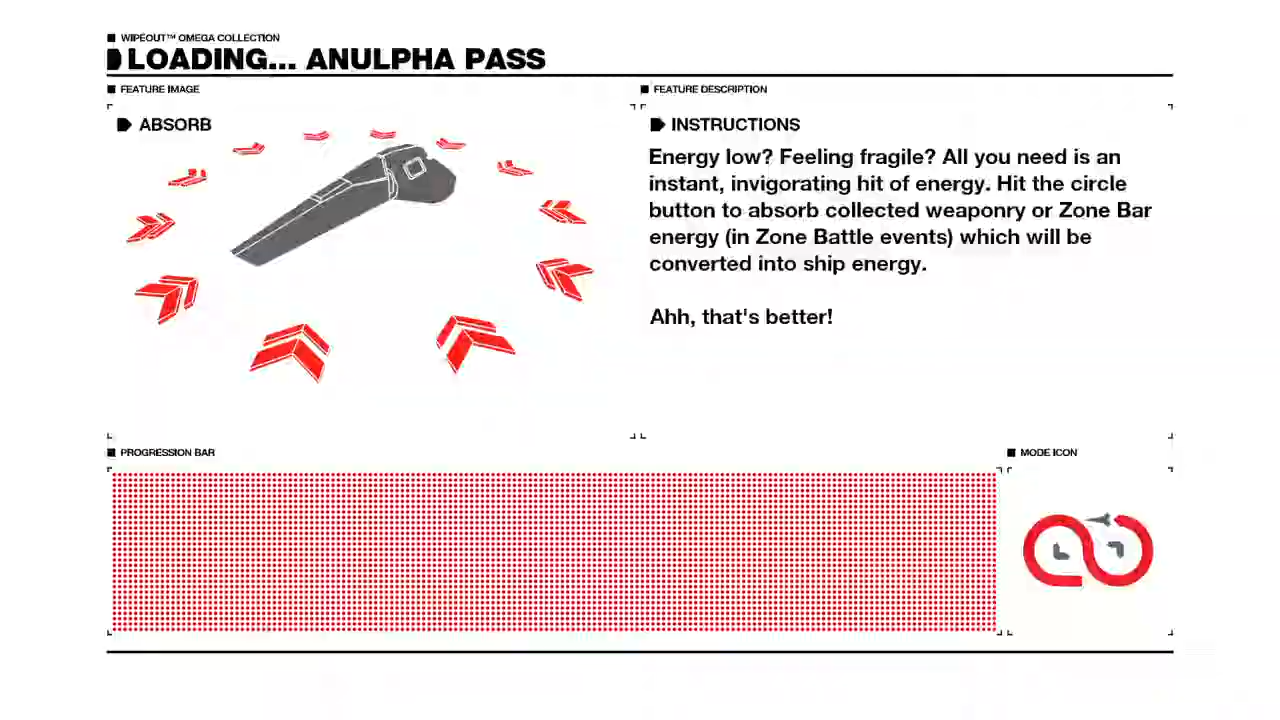 WIPEOUT™ OMEGA COLLECTION
LOADING... ANULPHA PASS
FEATURE IMAGE
ABSORB
FEATURE DESCRIPTION
INSTRUCTIONS
Energy low? Feeling fragile? All you need is an
instant, invigorating hit of energy. Hit the circle
button to absorb collected weaponry or Zone Bar
energy (in Zone Battle events) which will be
converted into ship energy.
Ahh, that's better!
PROGRESSION BAR
MODE ICON